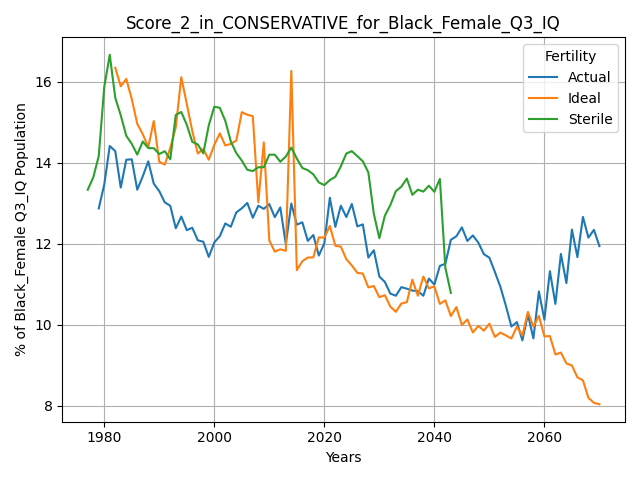 Score_2_in_CONSERVATIVE_for_Black_Female_Q3_IQ
% of Black_Female Q3_IQ Population
16
14
12
10
8
Fertility
Actual
Ideal
Sterile
1980
2000
2020
2040
2060
Years